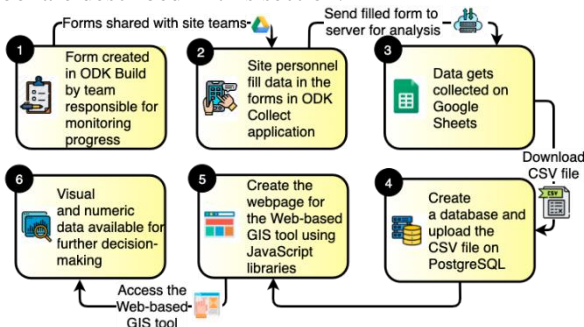 Forms shared with site teams
Send filled form to
server for analysis
1
Form created
in ODK Build
by team
responsible for
monitoring
progress
2
Site personnel
fill data in the
forms in ODK
Collect
application
3
Data gets
collected on
Google
Sheets
Download
CSV file
CSV
4
Create
a database and
upload the
CSV file on
PostgreSQL
5
Create the
webpage for
the Web-based
GIS tool using
JavaScript
libraries
6
Visual
and numeric
data available for
further decision-
making
Access the
Web-based
GIS tool